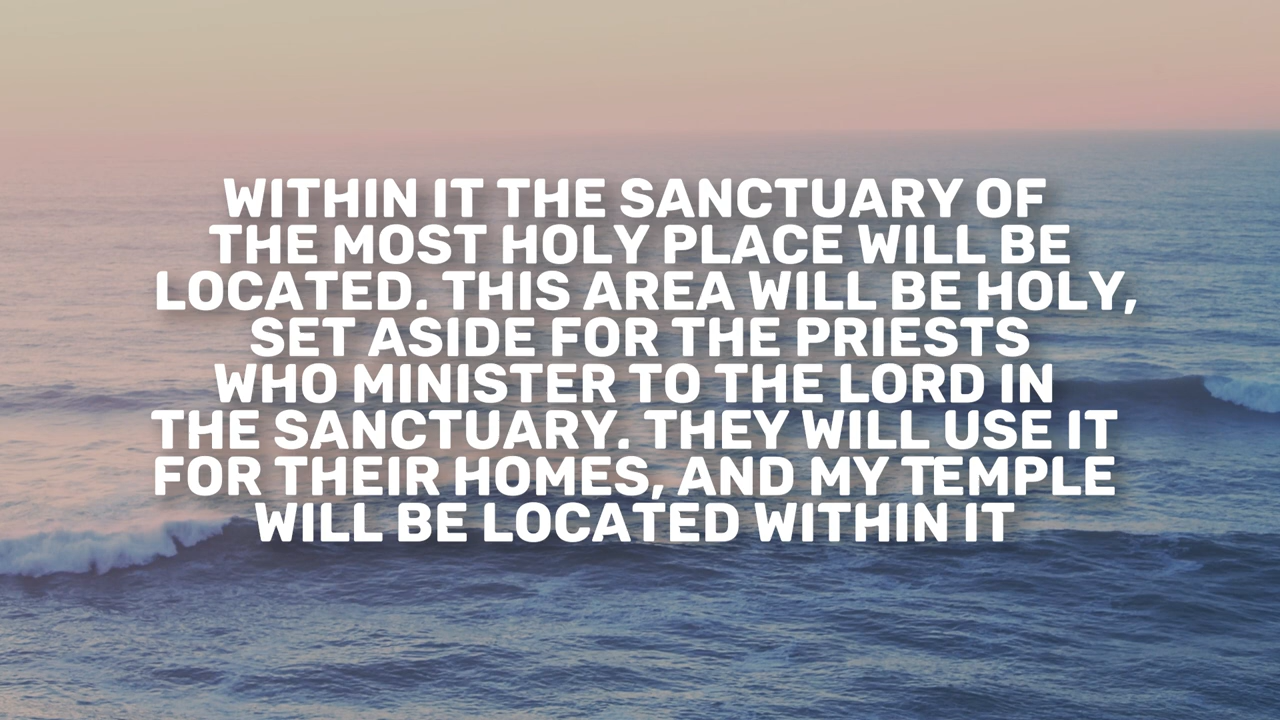 WITHIN IT THE SANCTUARY OF
THE MOST HOLY PLACE WILL BE
LOCATED. THIS AREA WILL BE HOLY,
SET ASIDE FOR THE PRIESTS
WHO MINISTER TO THE LORD IN
THE SANCTUARY. THEY WILL USE IT
FOR THEIR HOMES, AND MY TEMPLE
WILL BE LOCATED WITHIN IT